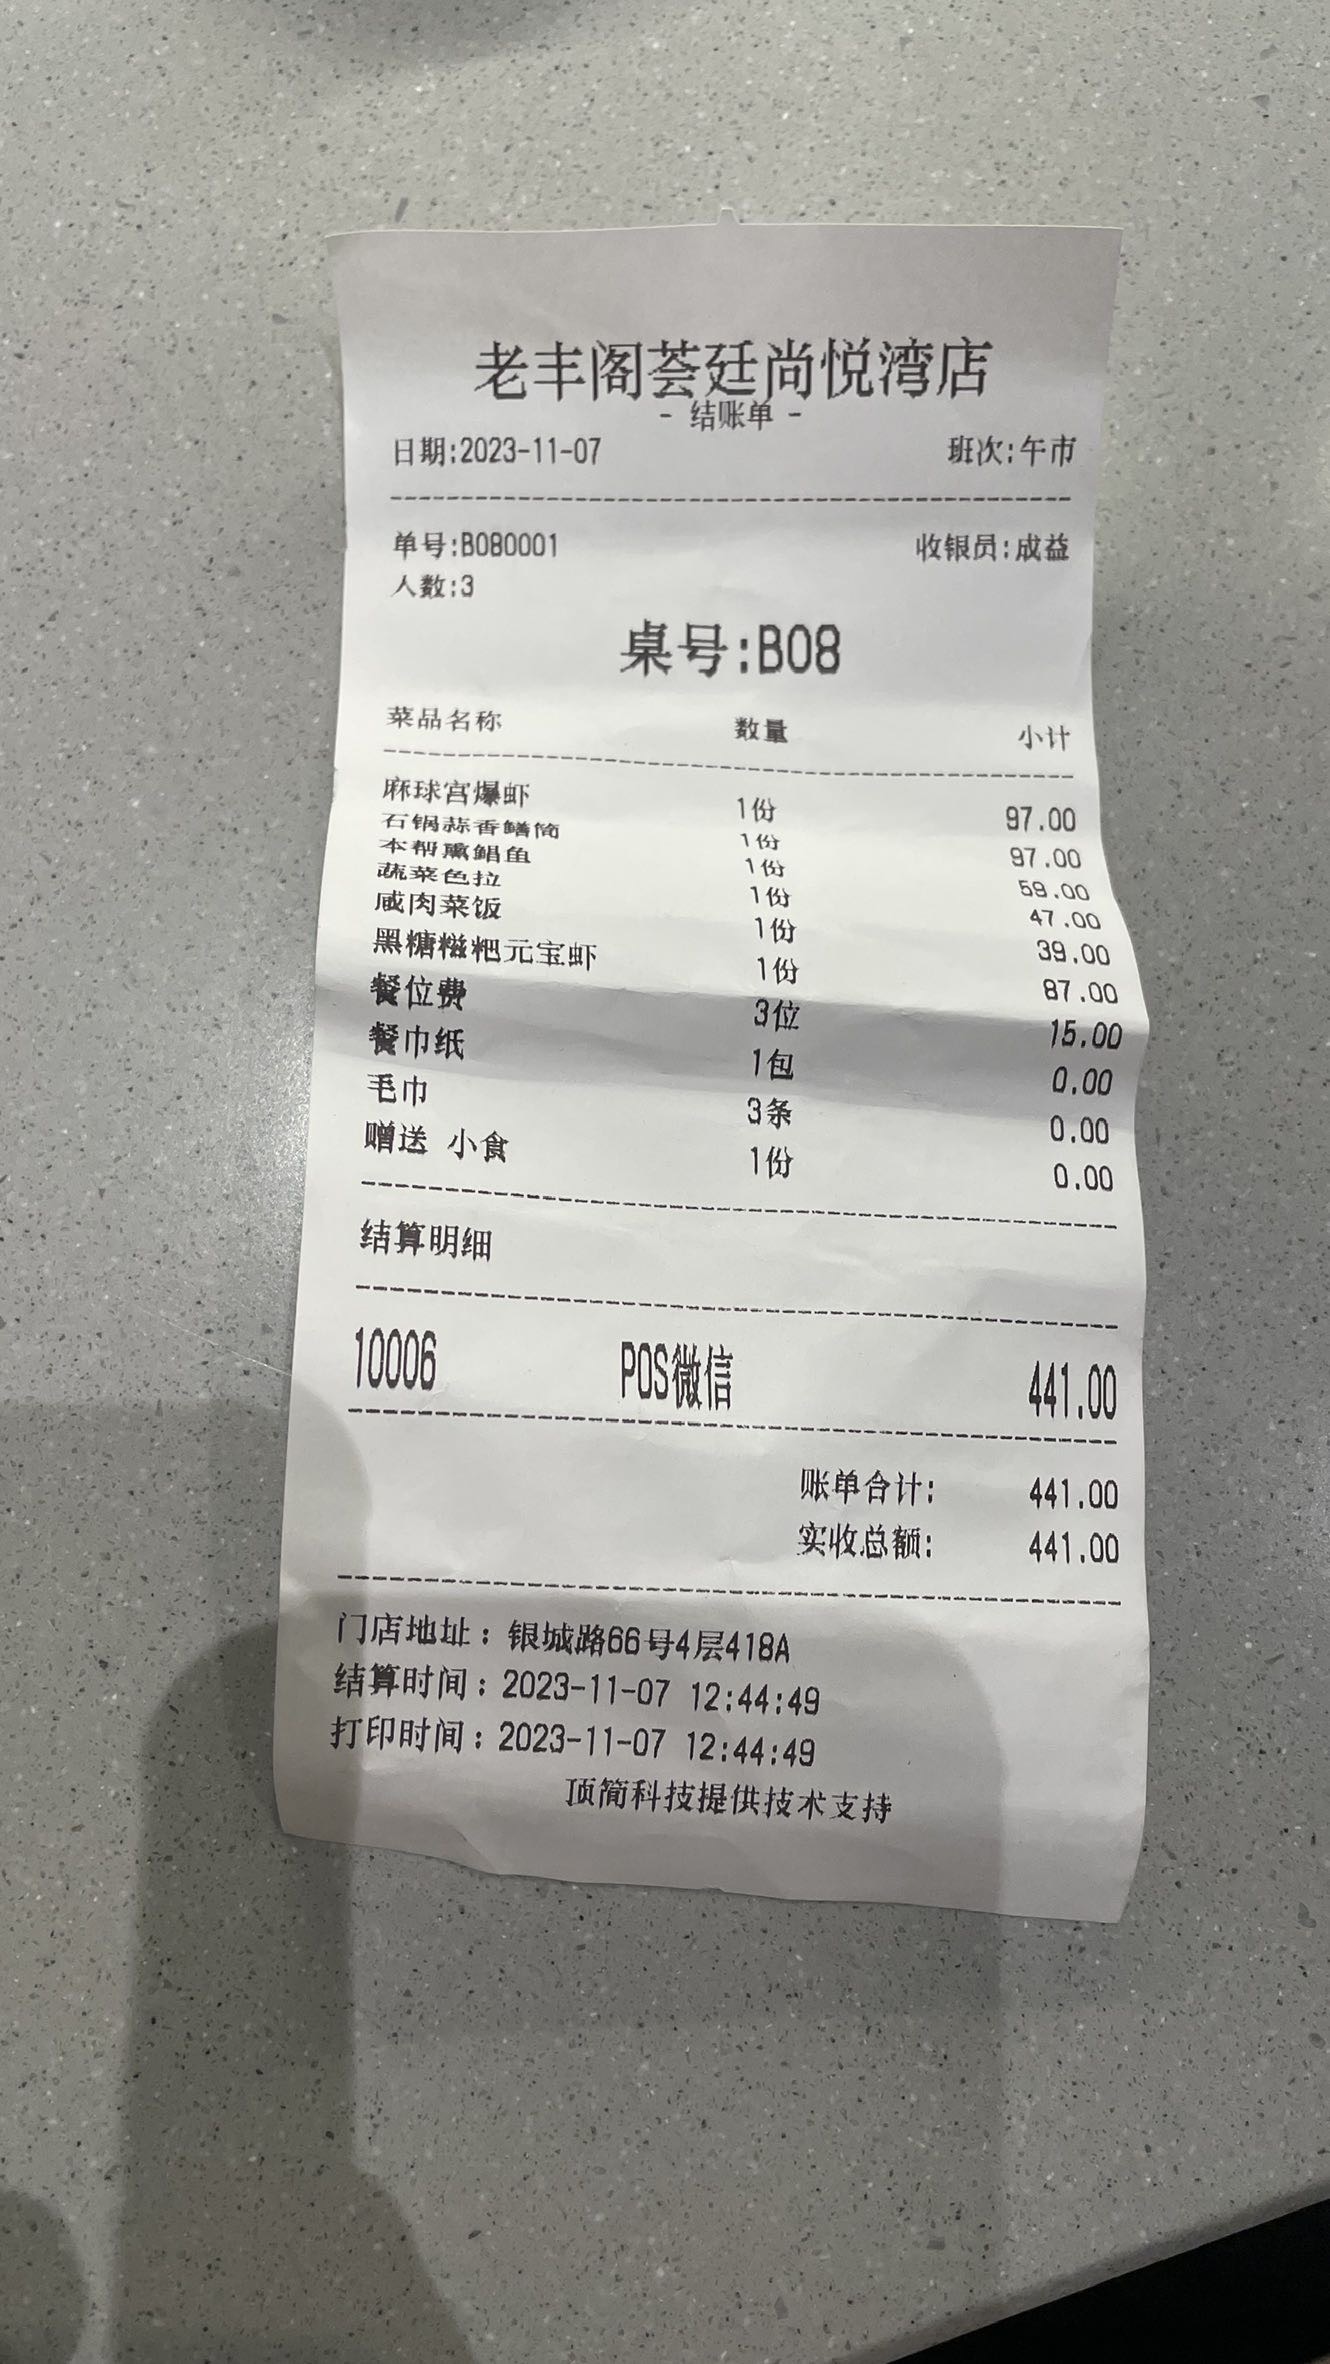 老丰阁荟廷尚悦湾店
- 结账单 -
日期:2023-11-07 班次:午市
单号:B080001 收银员:成益
人数:3
桌号:B08
菜品名称 数量 小计
麻球宫爆虾 1份 97.00
石锅蒜香鳝筒 1份 97.00
本帮熏鲳鱼 1份 59.00
蔬菜色拉 1份 47.00
咸肉菜饭 1份 39.00
黑糖糍粑元宝虾 1份 87.00
餐位费 3位 15.00
餐巾纸 1包 0.00
毛巾 3条 0.00
赠送 小食 1份 0.00
结算明细
10006 POS微信 441.00
账单合计: 441.00
实收总额: 441.00
门店地址：银城路66号4层418A
结算时间：2023-11-07 12:44:49
打印时间：2023-11-07 12:44:49
顶简科技提供技术支持